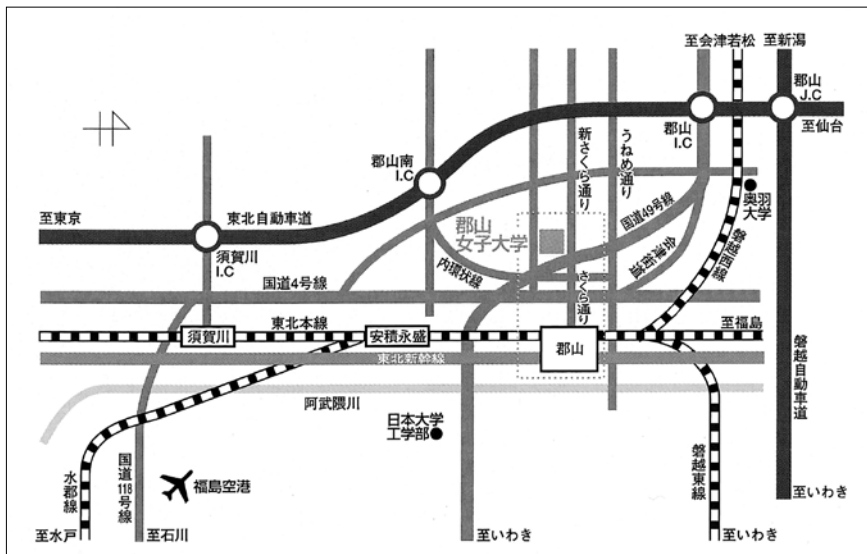 至会津若松
至新潟
郡山
J.C
至仙台
郡山
I.C
新さくら通り
うねめ通り
郡山南
I.C
奥羽
大学
至東京
東北自動車道
須賀川
I.C
郡山
女子大学
国道49号線
会津街道
磐越西線
内環状線
国道4号線
さくら通り
東北本線
須賀川
安積永盛
郡山
至福島
東北新幹線
磐越自動車道
阿武隈川
日本大学
工学部
水郡線
国道118号線
福島空港
磐越東線
至いわき
至水戸
至石川
至いわき
至いわき